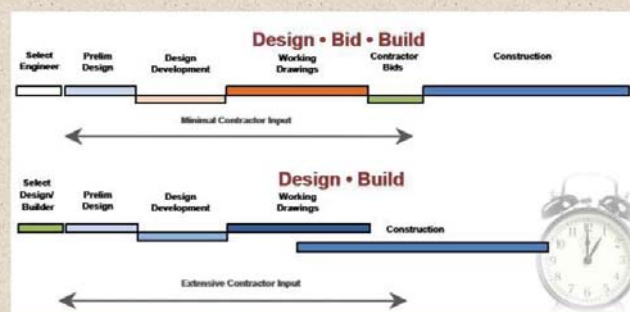 Design • Bid • Build
Select
Engineer
Prelim
Design
Design
Development
Working
Drawings
Contractor
Bids
Construction
Minimal Contractor Input
Design • Build
Select
Design/
Builder
Prelim
Design
Design
Development
Working
Drawings
Construction
Extensive Contractor Input